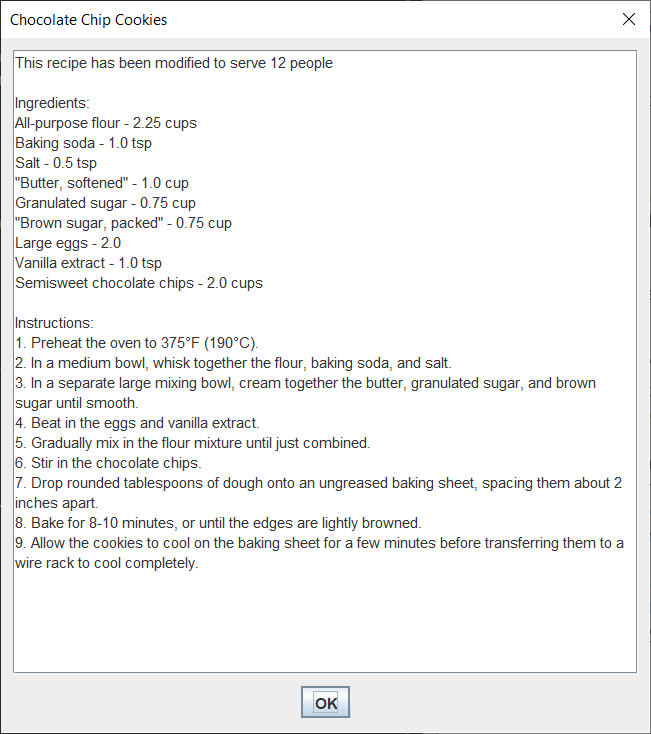 Chocolate Chip Cookies
This recipe has been modified to serve 12 people
Ingredients:
All-purpose flour - 2.25 cups
Baking soda - 1.0 tsp
Salt - 0.5 tsp
"Butter, softened" - 1.0 cup
Granulated sugar - 0.75 cup
"Brown sugar, packed" - 0.75 cup
Large eggs - 2.0
Vanilla extract - 1.0 tsp
Semisweet chocolate chips - 2.0 cups
Instructions:
1. Preheat the oven to 375°F (190°C).
2. In a medium bowl, whisk together the flour, baking soda, and salt.
3. In a separate large mixing bowl, cream together the butter, granulated sugar, and brown
sugar until smooth.
4. Beat in the eggs and vanilla extract.
5. Gradually mix in the flour mixture until just combined.
6. Stir in the chocolate chips.
7. Drop rounded tablespoons of dough onto an ungreased baking sheet, spacing them about 2
inches apart.
8. Bake for 8-10 minutes, or until the edges are lightly browned.
9. Allow the cookies to cool on the baking sheet for a few minutes before transferring them to a
wire rack to cool completely.
OK